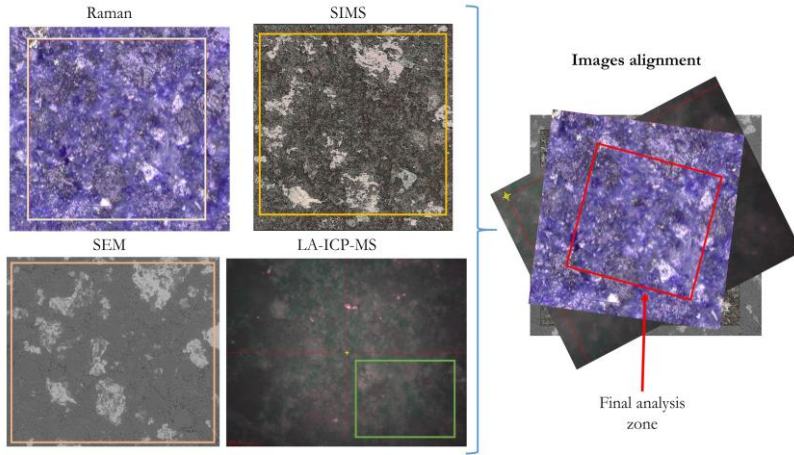 Raman
SIMS
Images alignment
SEM
LA-ICP-MS
Final analysis
zone